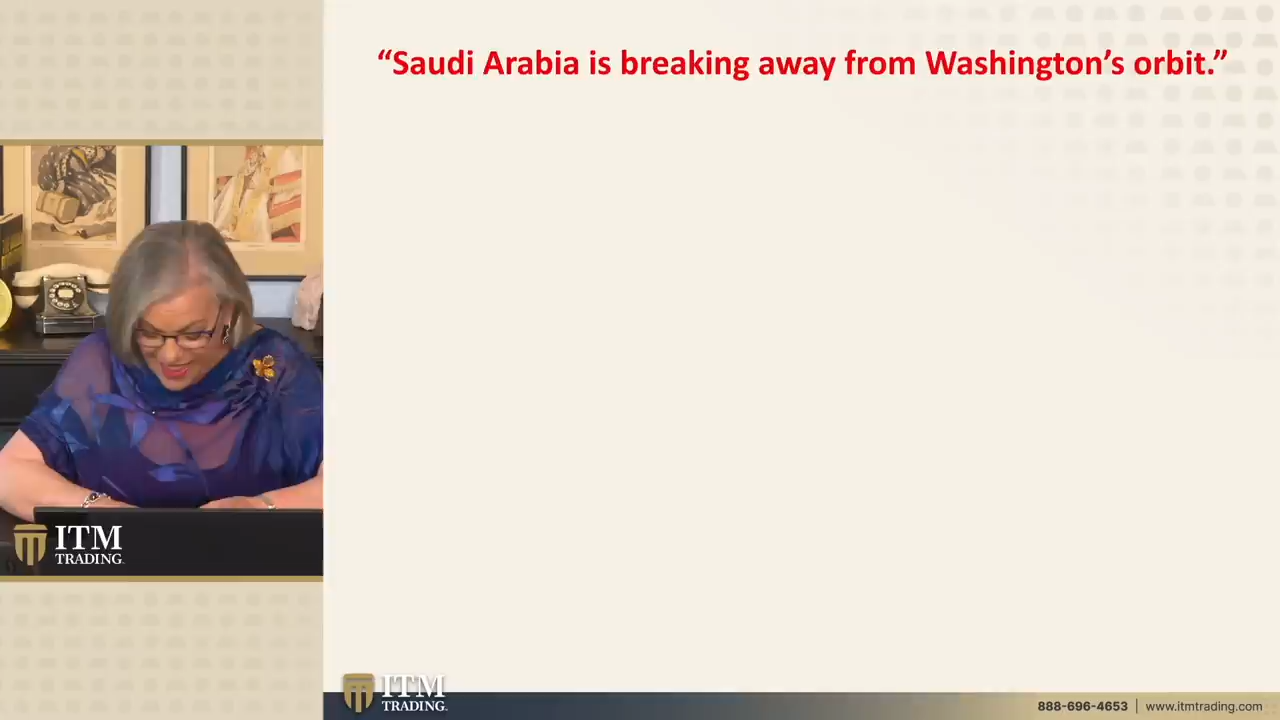 “Saudi Arabia is breaking away from Washington’s orbit.”
ITM
TRADING.
ITM
TRADING.
888-696-4653 | www.itmtrading.com